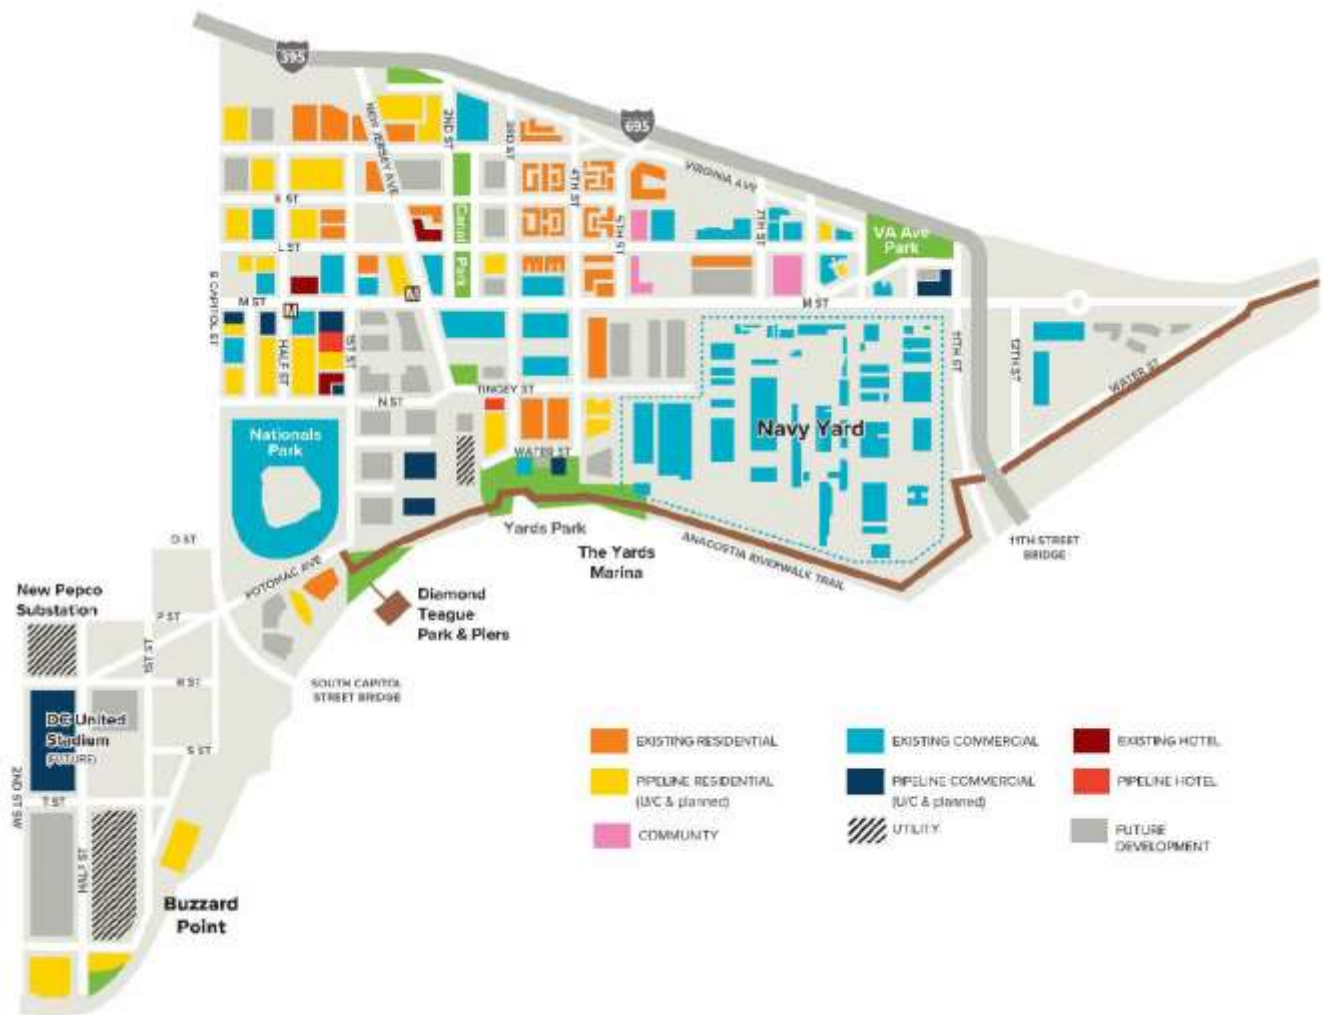 395
695
NEW JERSEY AVE
2ND ST
3RD ST
4TH ST
5TH ST
VIRGINIA AVE
7TH ST
VA Ave
Park
K ST
Canal Park
L ST
S CAPITOL ST
M ST
M
M
M ST
HALF ST
1ST ST
11TH ST
12TH ST
WATER ST
N ST
TINGEY ST
Nationals
Park
Navy Yard
WATER ST
Yards Park
The Yards
Marina
ANACOSTIA RIVERWALK TRAIL
11TH STREET
BRIDGE
O ST
POTOMAC AVE
New Pepco
Substation
P ST
1ST ST
Diamond
Teague
Park & Piers
R ST
SOUTH CAPITOL
STREET BRIDGE
DC United
Stadium
(FUTURE)
S ST
2ND ST SW
T ST
HALF ST
Buzzard
Point
EXISTING RESIDENTIAL
EXISTING COMMERCIAL
EXISTING HOTEL
PIPELINE RESIDENTIAL
(U/C & planned)
PIPELINE COMMERCIAL
(U/C & planned)
PIPELINE HOTEL
COMMUNITY
UTILITY
FUTURE
DEVELOPMENT